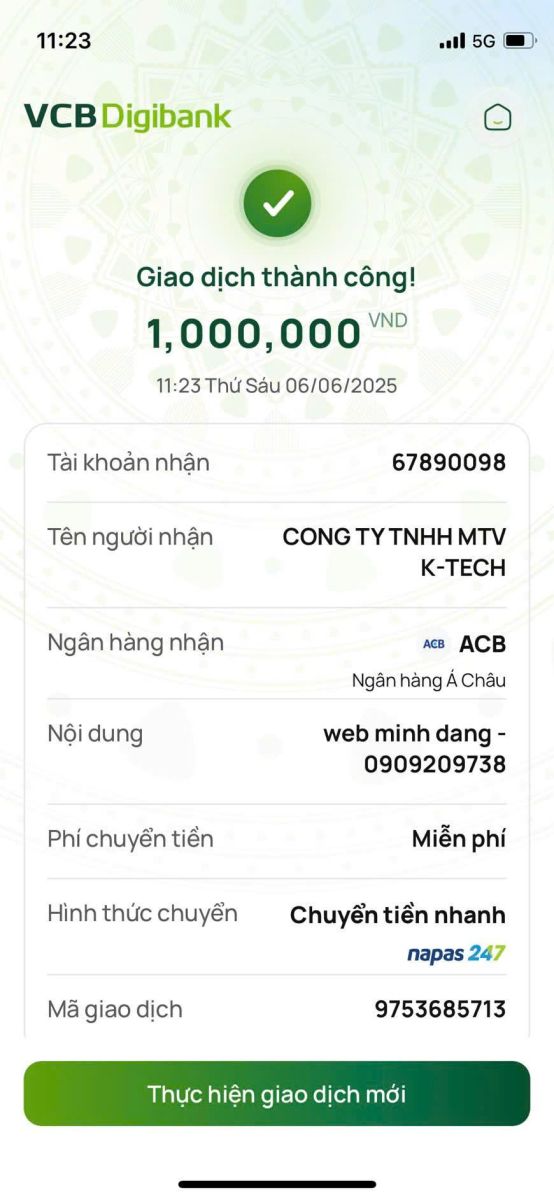 11:23
5G
VCB Digibank
Giao dịch thành công!
1,000,000 VND
11:23 Thứ Sáu 06/06/2025
Tài khoản nhận 67890098
Tên người nhận CONG TY TNHH MTV
K-TECH
Ngân hàng nhận ACB ACB
Ngân hàng Á Châu
Nội dung web minh dang -
0909209738
Phí chuyển tiền Miễn phí
Hình thức chuyển Chuyển tiền nhanh
napas 247
Mã giao dịch 9753685713
Thực hiện giao dịch mới